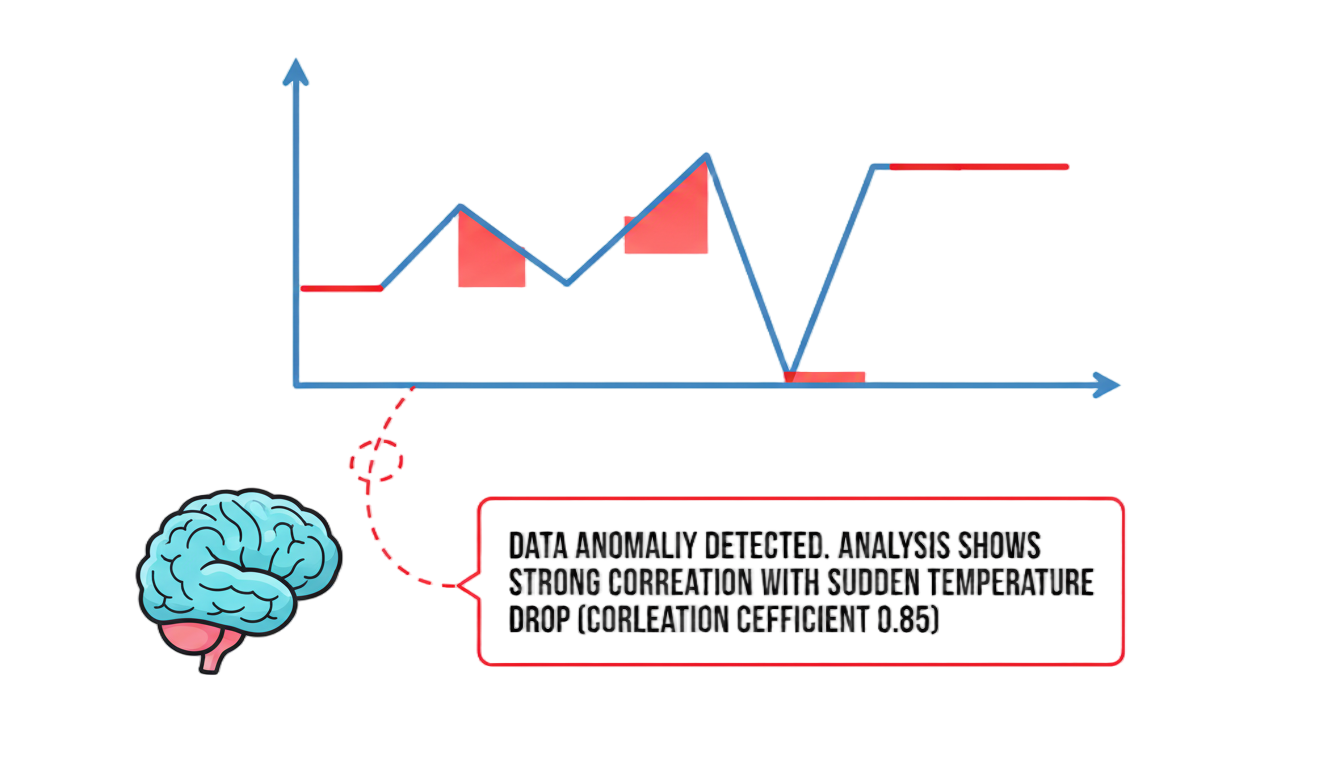 DATA ANOMALIY DETECTED. ANALYSIS SHOWS
STRONG CORREATION WITH SUDDEN TEMPERATURE
DROP (CORLEATION CEFFICIENT 0.85)